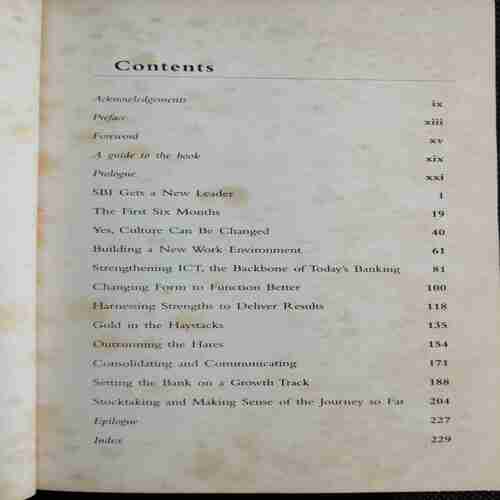 Contents
Acknowledgements ix
Preface xiii
Foreword xv
A guide to the book xix
Prologue xxi
SBI Gets a New Leader 1
The First Six Months 19
Yes, Culture Can Be Changed 40
Building a New Work Environment 61
Strengthening ICT, the Backbone of Today's Banking 81
Changing Form to Function Better 100
Harnessing Strengths to Deliver Results 118
Gold in the Haystacks 135
Outrunning the Hares 154
Consolidating and Communicating 171
Setting the Bank on a Growth Track 188
Stocktaking and Making Sense of the Journey so Far 204
Epilogue 227
Index 229